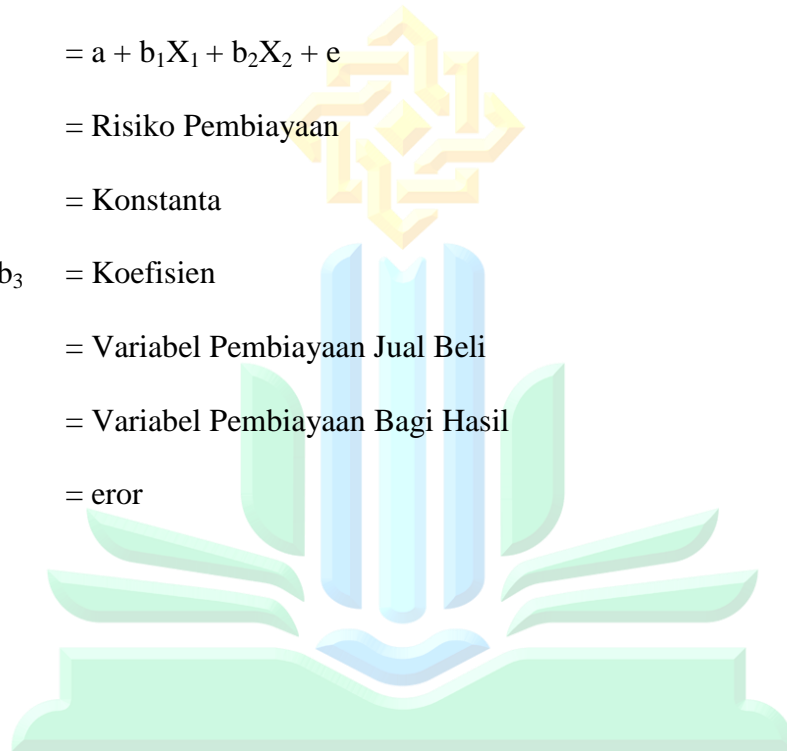 = a + b₁X₁ + b₂X₂ + e
= Risiko Pembiayaan
= Konstanta
b₃ = Koefisien
= Variabel Pembiayaan Jual Beli
= Variabel Pembiayaan Bagi Hasil
= eror